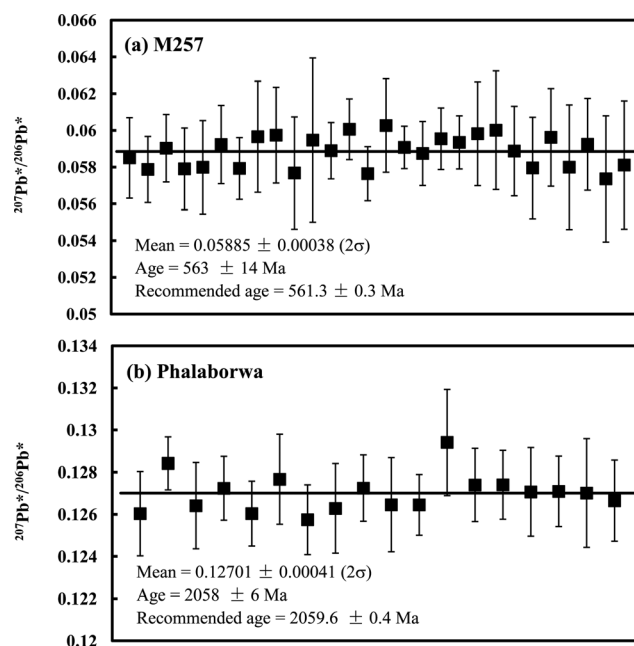 0.066
0.064
0.062
0.06
0.058
0.056
0.054
0.052
0.05
²⁰⁷Pb*/²⁰⁶Pb*
(a) M257
Mean = 0.05885 ± 0.00038 (2σ)
Age = 563 ± 14 Ma
Recommended age = 561.3 ± 0.3 Ma
0.134
0.132
0.13
0.128
0.126
0.124
0.122
0.12
²⁰⁷Pb*/²⁰⁶Pb*
(b) Phalaborwa
Mean = 0.12701 ± 0.00041 (2σ)
Age = 2058 ± 6 Ma
Recommended age = 2059.6 ± 0.4 Ma